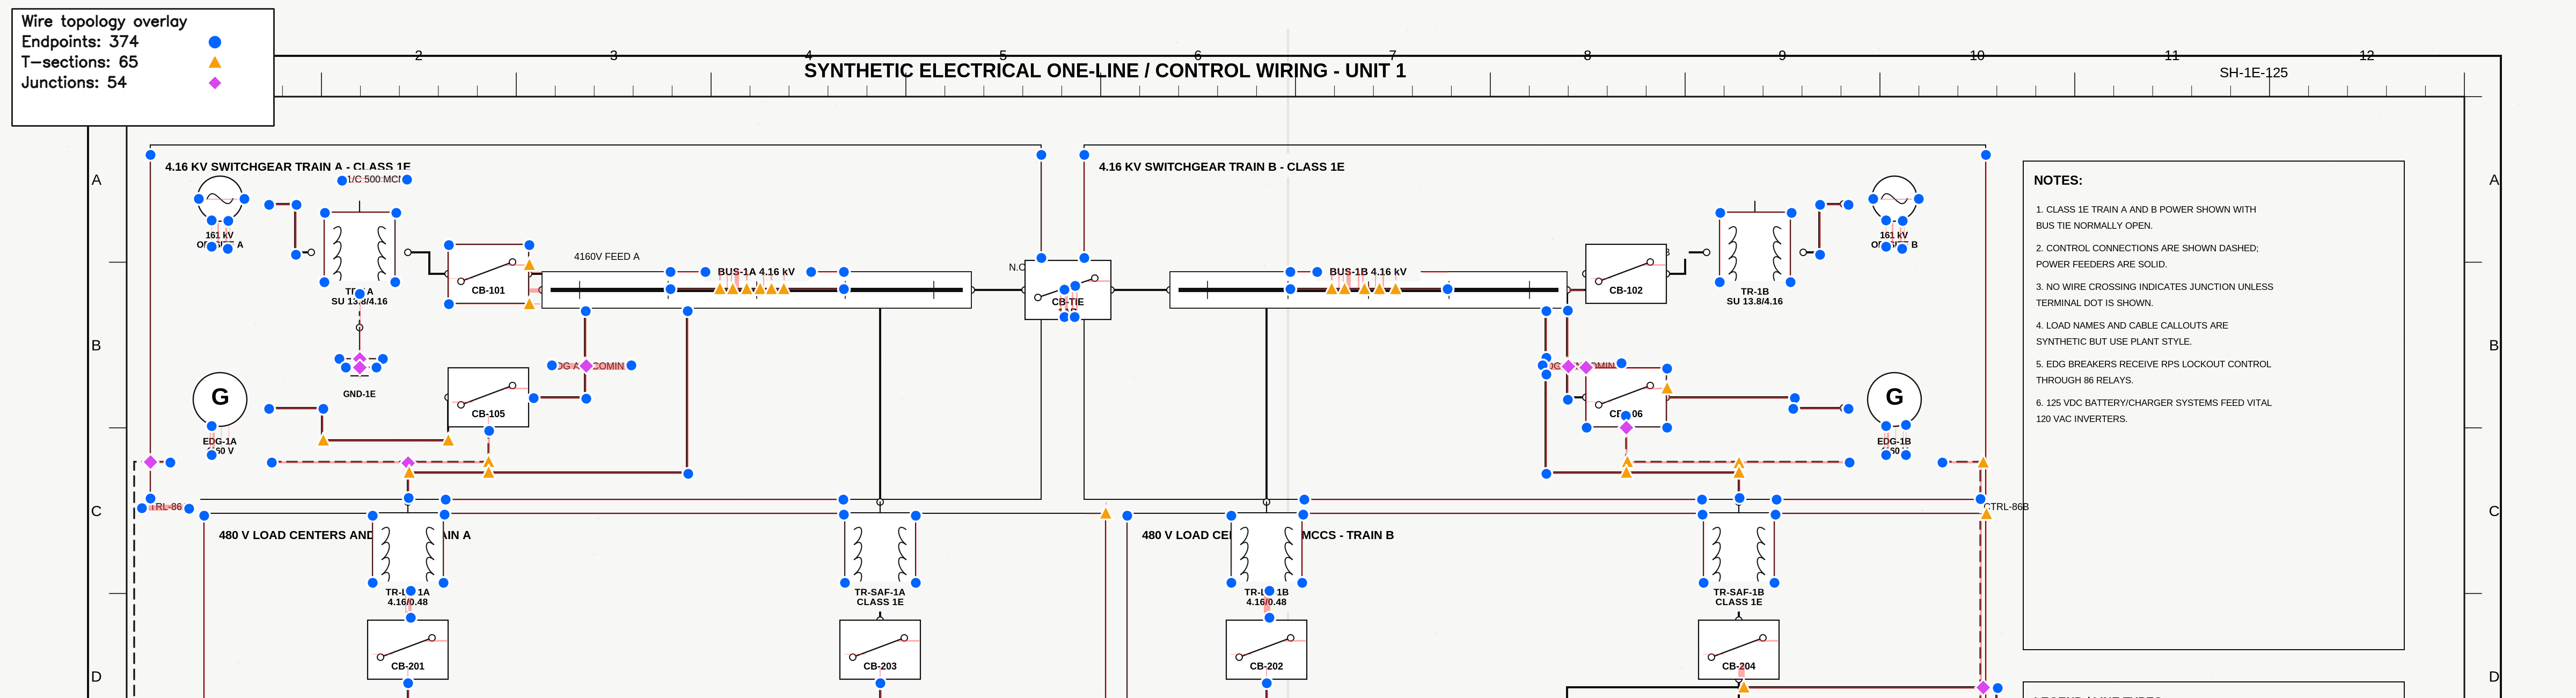 Wire topology overlay
Endpoints: 374
T-sections: 65
Junctions: 54
2 3 4 5 6 7 8 9 10 11 12
SYNTHETIC ELECTRICAL ONE-LINE / CONTROL WIRING - UNIT 1
SH-1E-125
4.16 KV SWITCHGEAR TRAIN A - CLASS 1E
4.16 KV SWITCHGEAR TRAIN B - CLASS 1E
A
A
NOTES:
1. CLASS 1E TRAIN A AND B POWER SHOWN WITH
BUS TIE NORMALLY OPEN.
2. CONTROL CONNECTIONS ARE SHOWN DASHED;
POWER FEEDERS ARE SOLID.
3. NO WIRE CROSSING INDICATES JUNCTION UNLESS
TERMINAL DOT IS SHOWN.
4. LOAD NAMES AND CABLE CALLOUTS ARE
SYNTHETIC BUT USE PLANT STYLE.
5. EDG BREAKERS RECEIVE RPS LOCKOUT CONTROL
THROUGH 86 RELAYS.
6. 125 VDC BATTERY/CHARGER SYSTEMS FEED VITAL
120 VAC INVERTERS.
1/C 500
161 kV
A
161 kV
B
4160V FEED A
BUS-1A 4.16 kV
BUS-1B 4.16 kV
CB-101
CB-TIE
CB-102
SU 13.8/4.16
TR-1B
SU 13.8/4.16
B
B
GND-1E
G
G
CB-105
EDG-1A
EDG-1B
C
C
CTRL-86B
480 V LOAD CENTERS AND
480 V LOAD
MCCS - TRAIN B
4.16/0.48
TR-SAF-1A
CLASS 1E
4.16/0.48
TR-SAF-1B
CLASS 1E
CB-201
CB-203
CB-202
CB-204
D
D